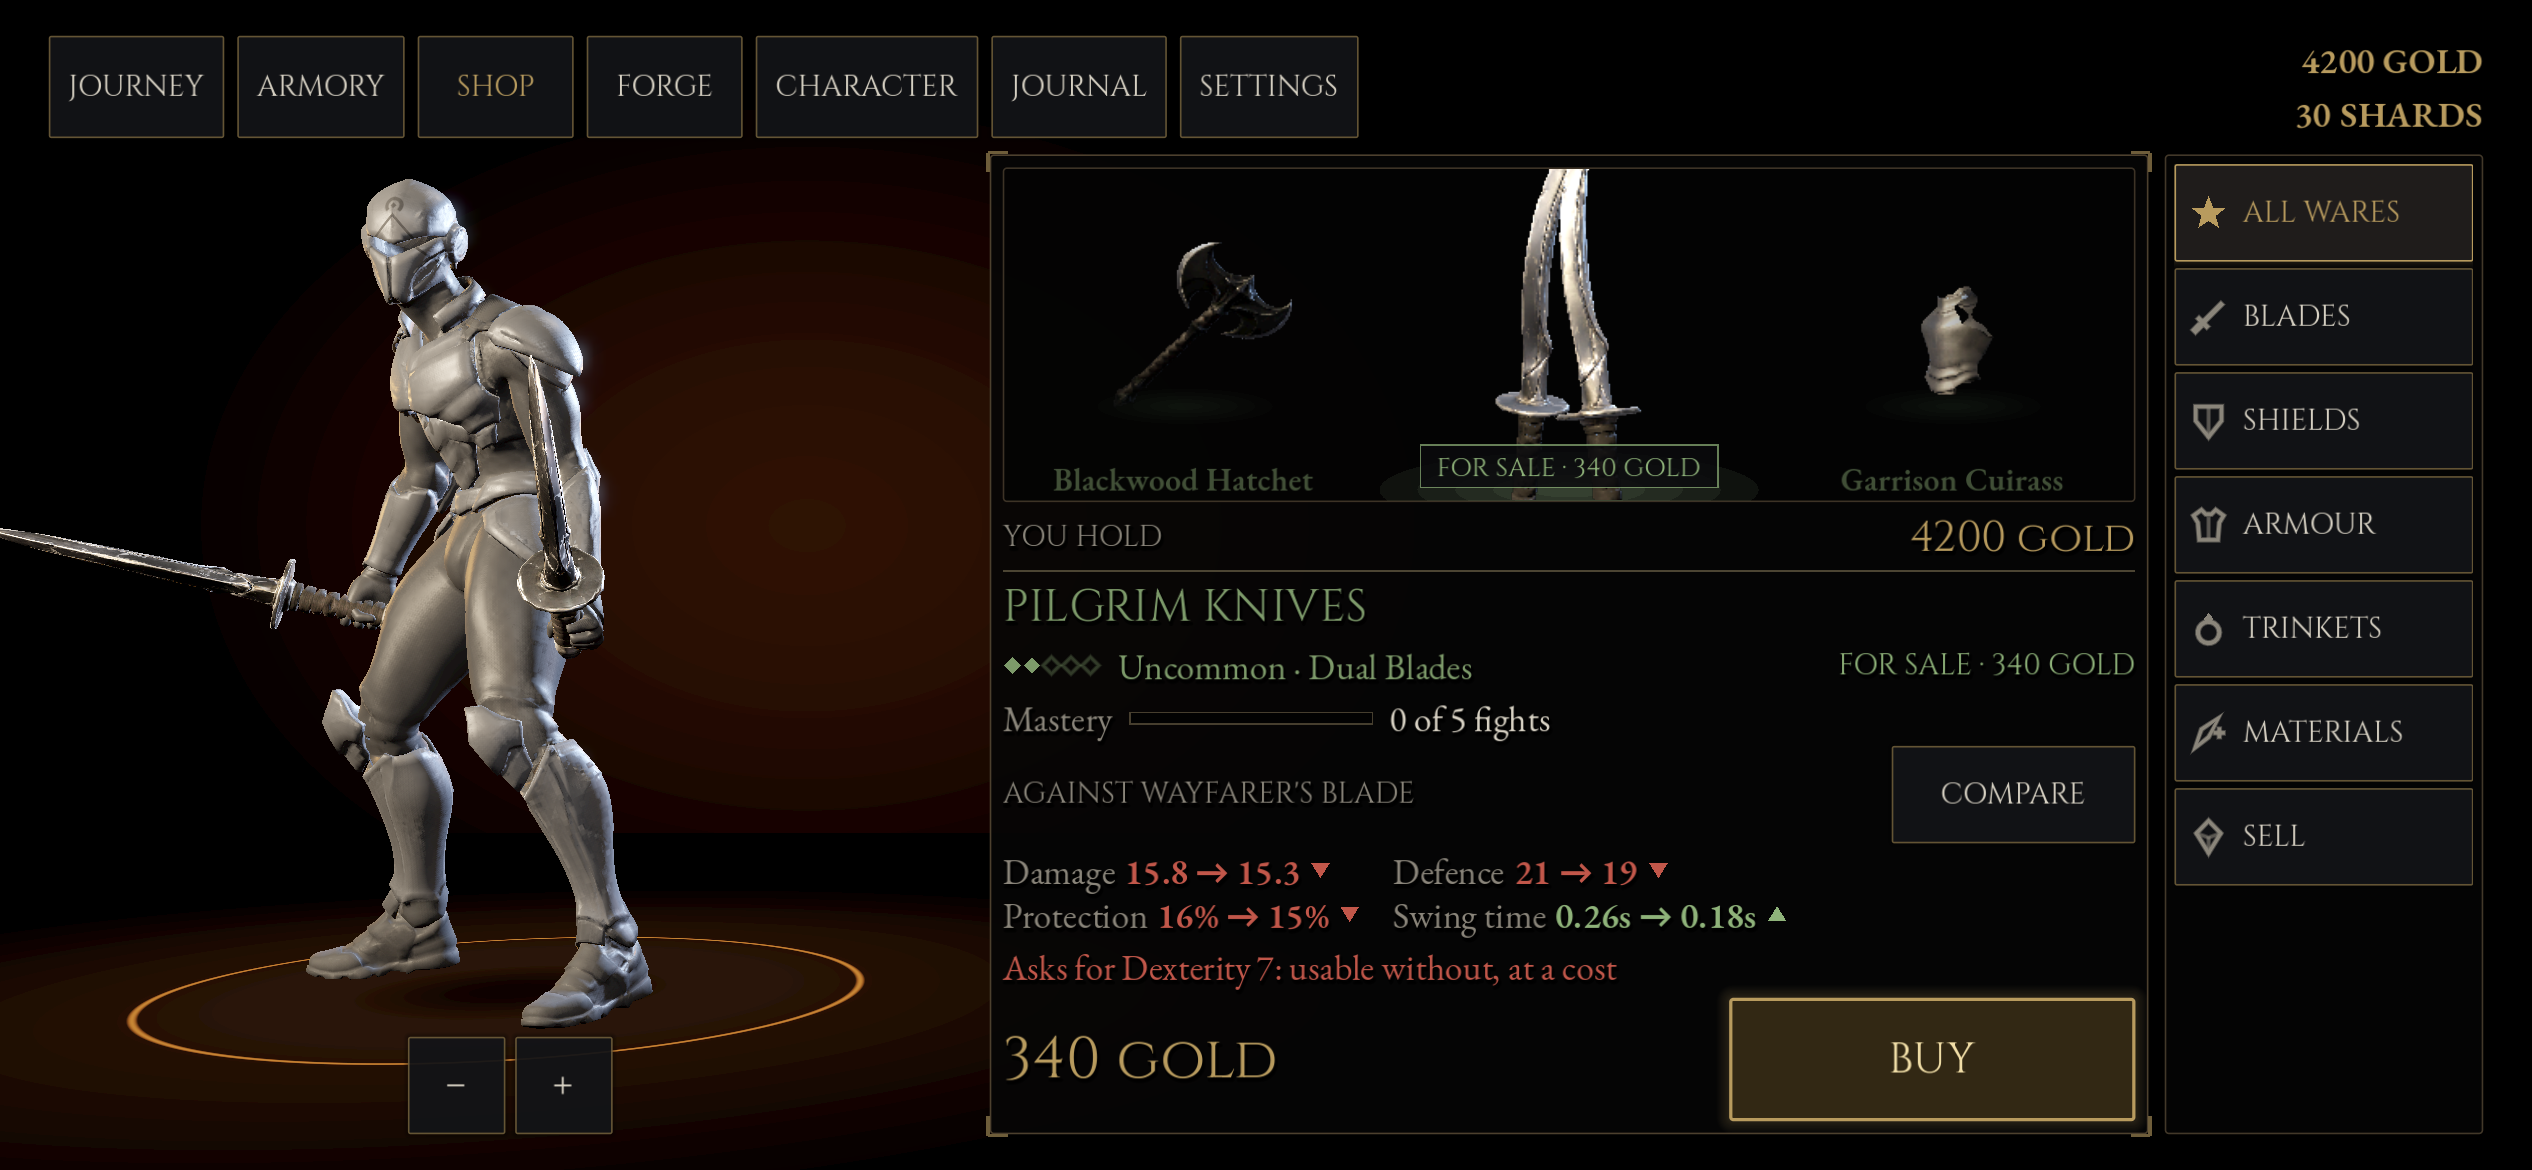 JOURNEY
ARMORY
SHOP
FORGE
CHARACTER
JOURNAL
SETTINGS
4200 GOLD
30 SHARDS
Blackwood Hatchet
FOR SALE · 340 GOLD
Garrison Cuirass
YOU HOLD
4200 GOLD
PILGRIM KNIVES
Uncommon · Dual Blades
FOR SALE · 340 GOLD
Mastery
0 of 5 fights
AGAINST WAYFARER'S BLADE
COMPARE
Damage 15.8 → 15.3 ▼
Defence 21 → 19 ▼
Protection 16% → 15% ▼
Swing time 0.26s → 0.18s ▲
Asks for Dexterity 7: usable without, at a cost
340 GOLD
BUY
ALL WARES
BLADES
SHIELDS
ARMOUR
TRINKETS
MATERIALS
SELL
−
+